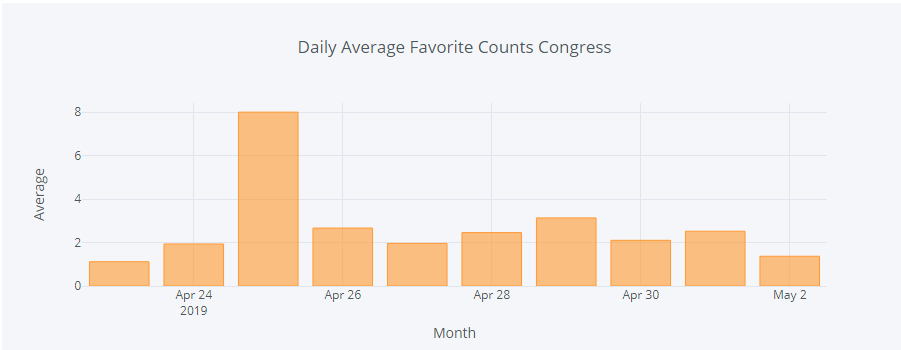 Daily Average Favorite Counts Congress
Average
8
6
4
2
0
Apr 24 Apr 26 Apr 28 Apr 30 May 2
2019
Month